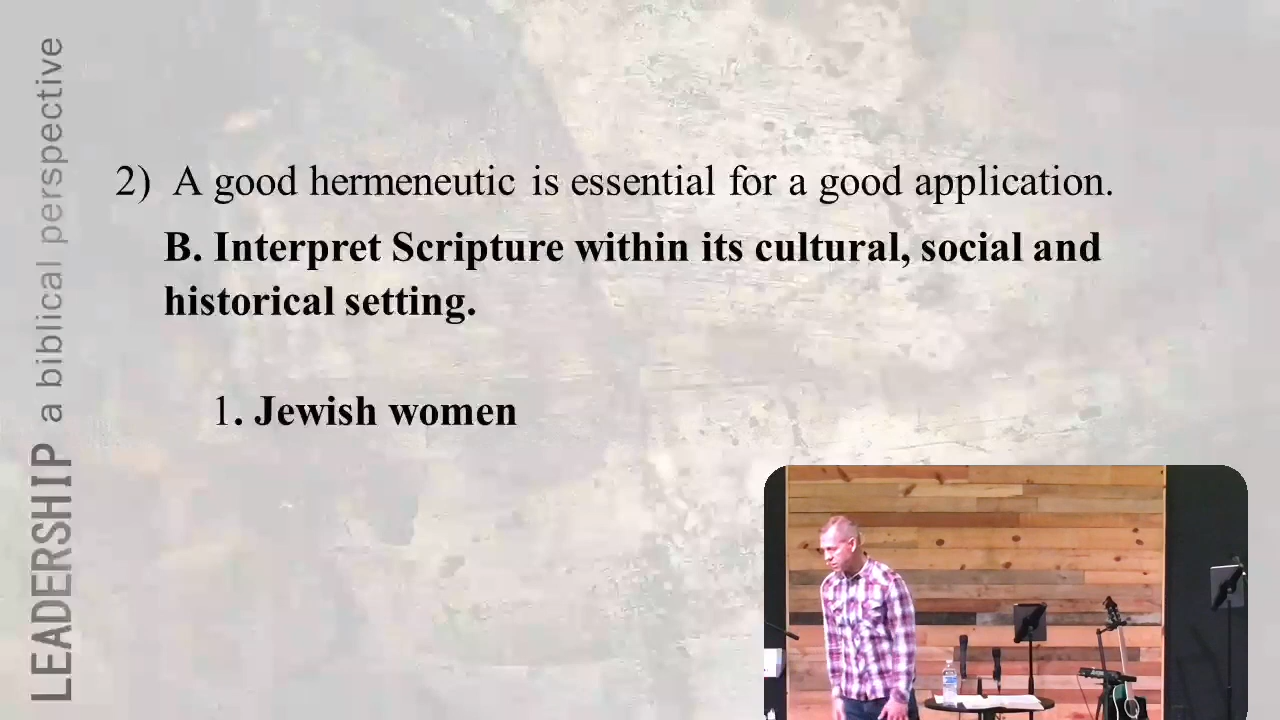 LEADERSHIP a biblical perspective
2) A good hermeneutic is essential for a good application.
B. Interpret Scripture within its cultural, social and
historical setting.
1. Jewish women